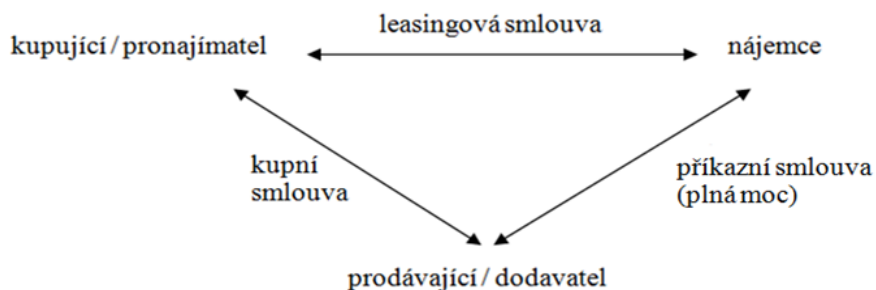 leasingová smlouva
kupující / pronajímatel
nájemce
kupní
smlouva
příkazní smlouva
(plná moc)
prodávající / dodavatel